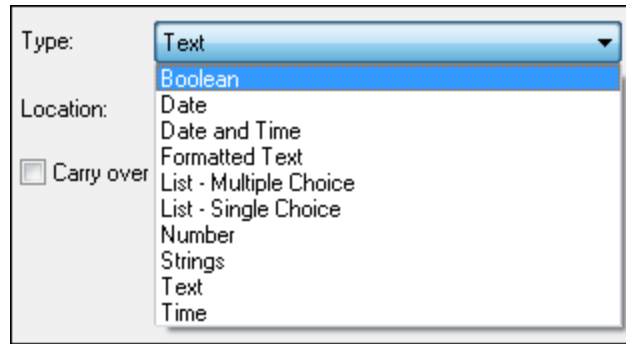 Type: Text
Boolean
Location: Date
Date and Time
Formatted Text
Carry over List - Multiple Choice
List - Single Choice
Number
Strings
Text
Time